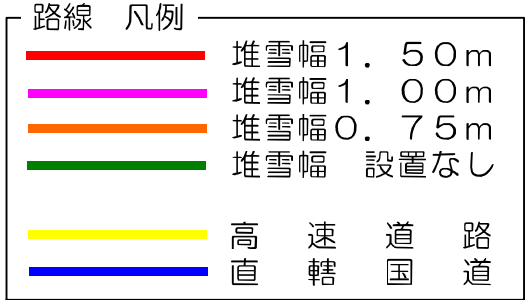 路線　凡例
堆雪幅１．５０ｍ
堆雪幅１．００ｍ
堆雪幅０．７５ｍ
堆雪幅　設置なし
高速道路
直轄国道